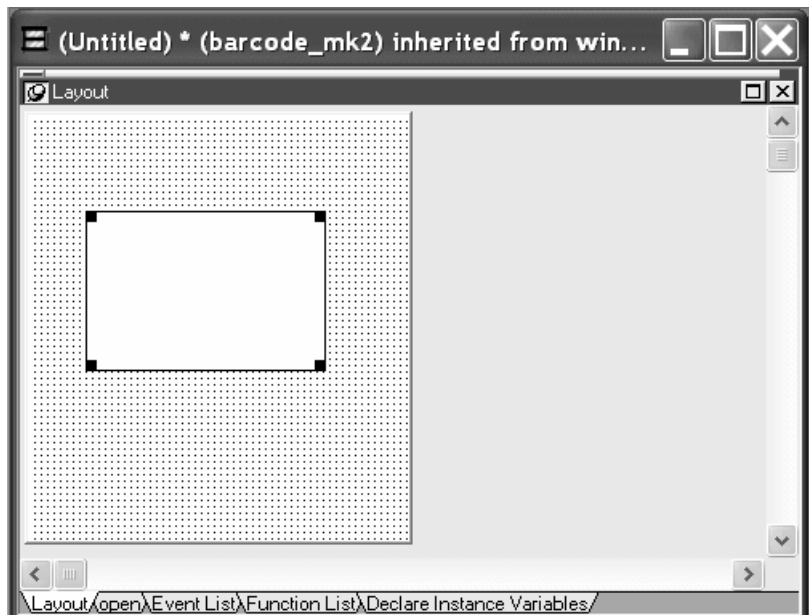 (Untitled) * (barcode_mk2) inherited from win...
Layout
Layout open Event List Function List Declare Instance Variables